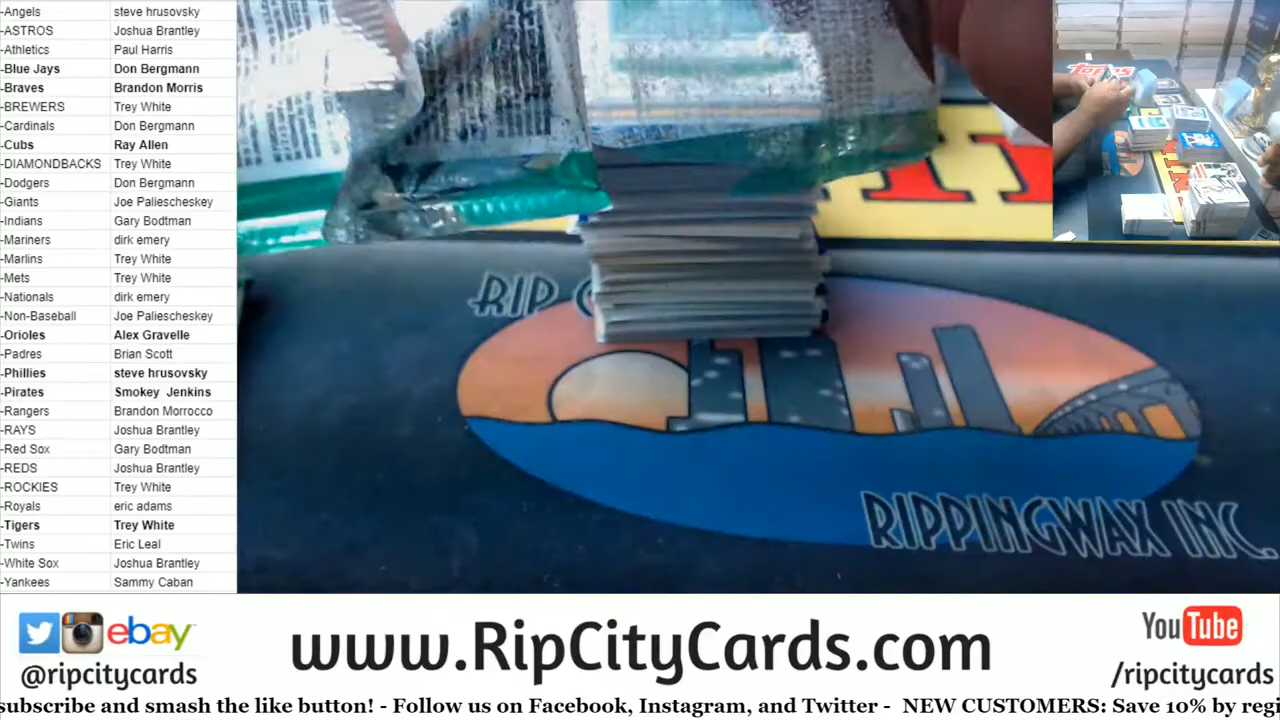 -Angels steve hrusovsky
-ASTROS Joshua Brantley
-Athletics Paul Harris
-Blue Jays Don Bergmann
-Braves Brandon Morris
-BREWERS Trey White
-Cardinals Don Bergmann
-Cubs Ray Allen
-DIAMONDBACKS Trey White
-Dodgers Don Bergmann
-Giants Joe Paliescheskey
-Indians Gary Bodtman
-Mariners dirk emery
-Marlins Trey White
-Mets Trey White
-Nationals dirk emery
-Non-Baseball Joe Paliescheskey
-Orioles Alex Gravelle
-Padres Brian Scott
-Phillies steve hrusovsky
-Pirates Smokey Jenkins
-Rangers Brandon Morrocco
-RAYS Joshua Brantley
-Red Sox Gary Bodtman
-REDS Joshua Brantley
-ROCKIES Trey White
-Royals eric adams
-Tigers Trey White
-Twins Eric Leal
-White Sox Joshua Brantley
-Yankees Sammy Caban
Topps
RIP C
RIPPINGWAX INC.
ebay
@ripcitycards
www.RipCityCards.com
YouTube
/ripcitycards
subscribe and smash the like button! - Follow us on Facebook, Instagram, and Twitter - NEW CUSTOMERS: Save 10% by reg